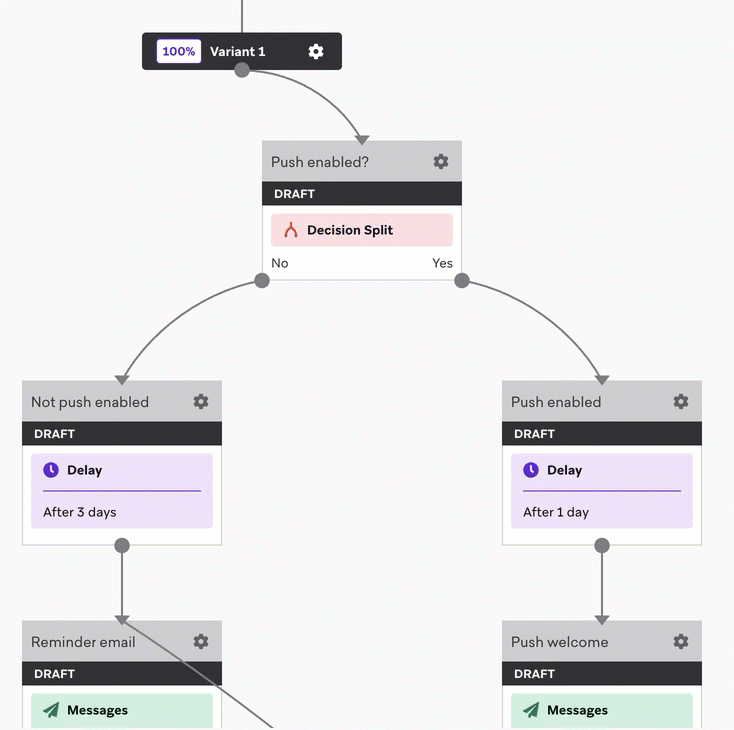 100% Variant 1
Push enabled?
DRAFT
Decision Split
No Yes
Not push enabled
DRAFT
Delay
After 3 days
Push enabled
DRAFT
Delay
After 1 day
Reminder email
DRAFT
Messages
Push welcome
DRAFT
Messages